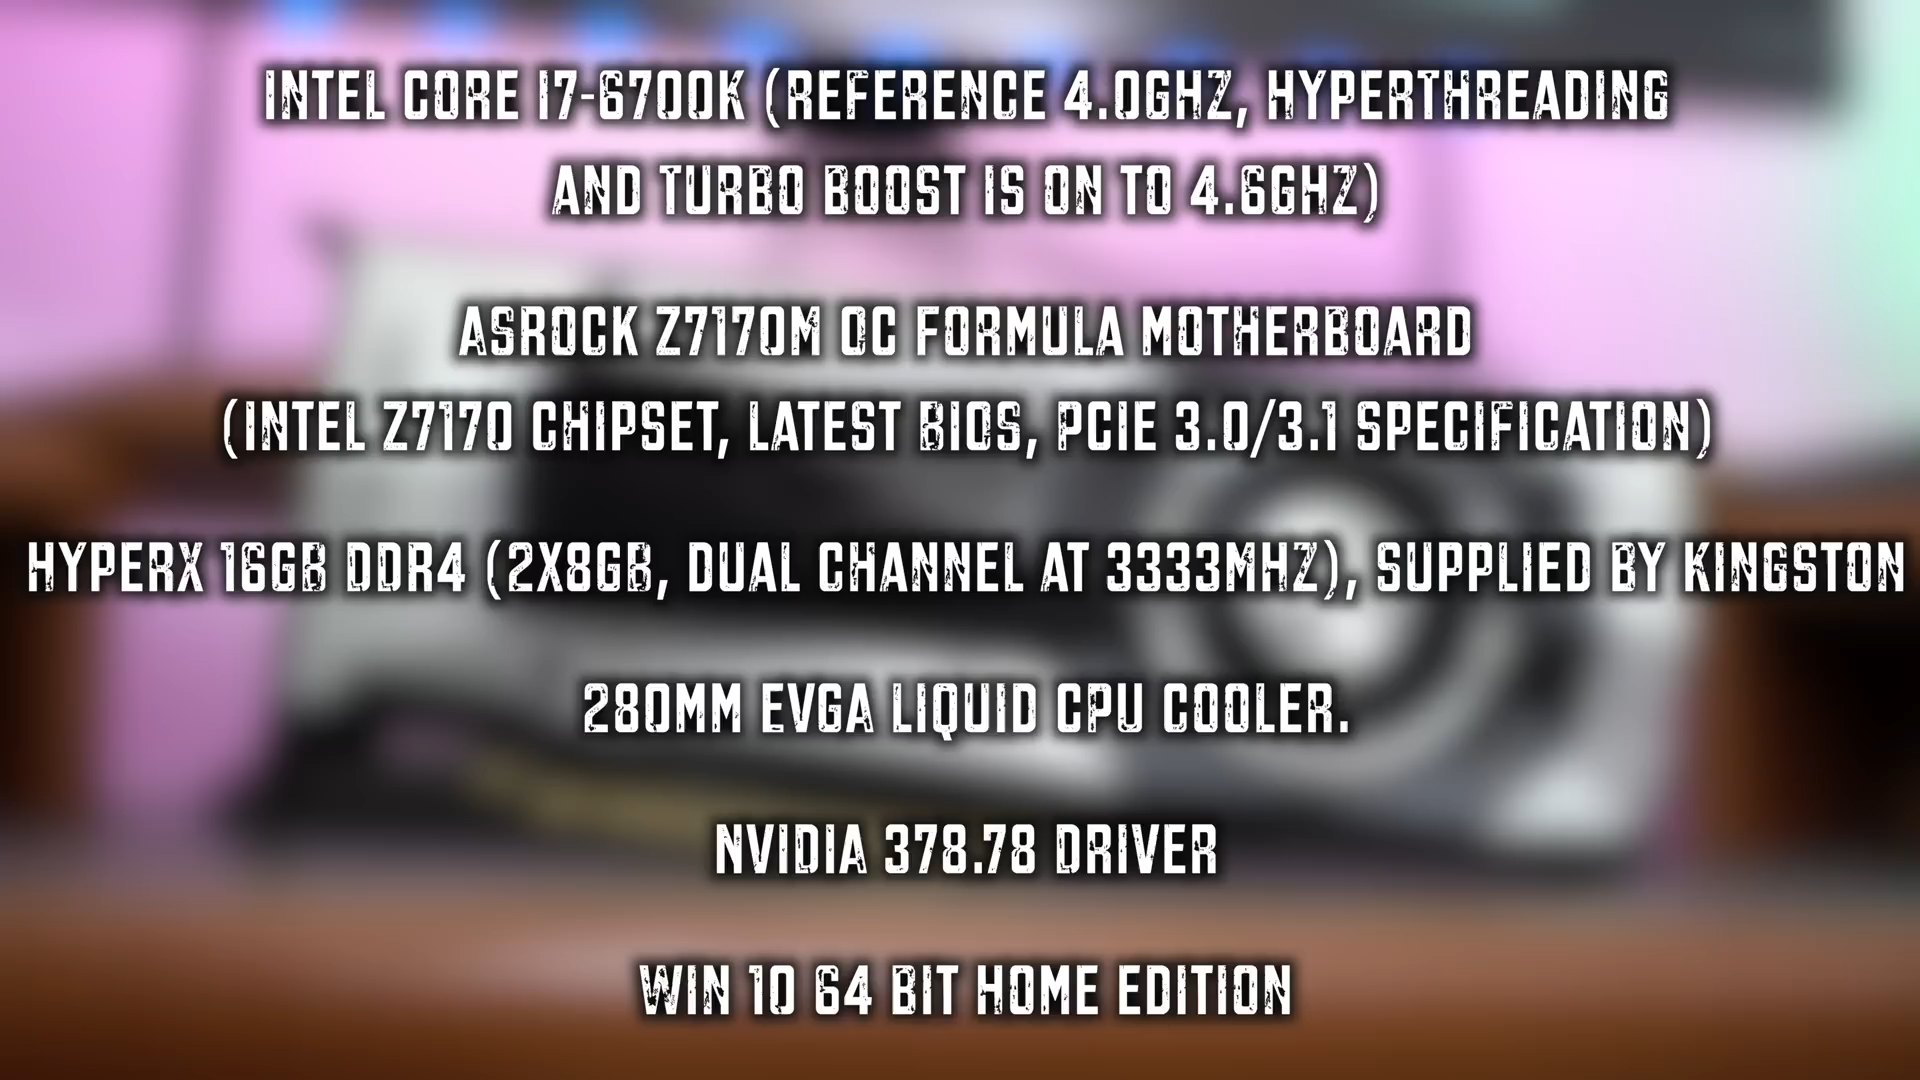 INTEL CORE I7-6700K (REFERENCE 4.0GHZ, HYPERTHREADING
AND TURBO BOOST IS ON TO 4.6GHZ)
ASROCK Z7170M OC FORMULA MOTHERBOARD
(INTEL Z7170 CHIPSET, LATEST BIOS, PCIE 3.0/3.1 SPECIFICATION)
HYPERX 16GB DDR4 (2X8GB, DUAL CHANNEL AT 3333MHZ), SUPPLIED BY KINGSTON
280MM EVGA LIQUID CPU COOLER.
NVIDIA 378.78 DRIVER
WIN 10 64 BIT HOME EDITION